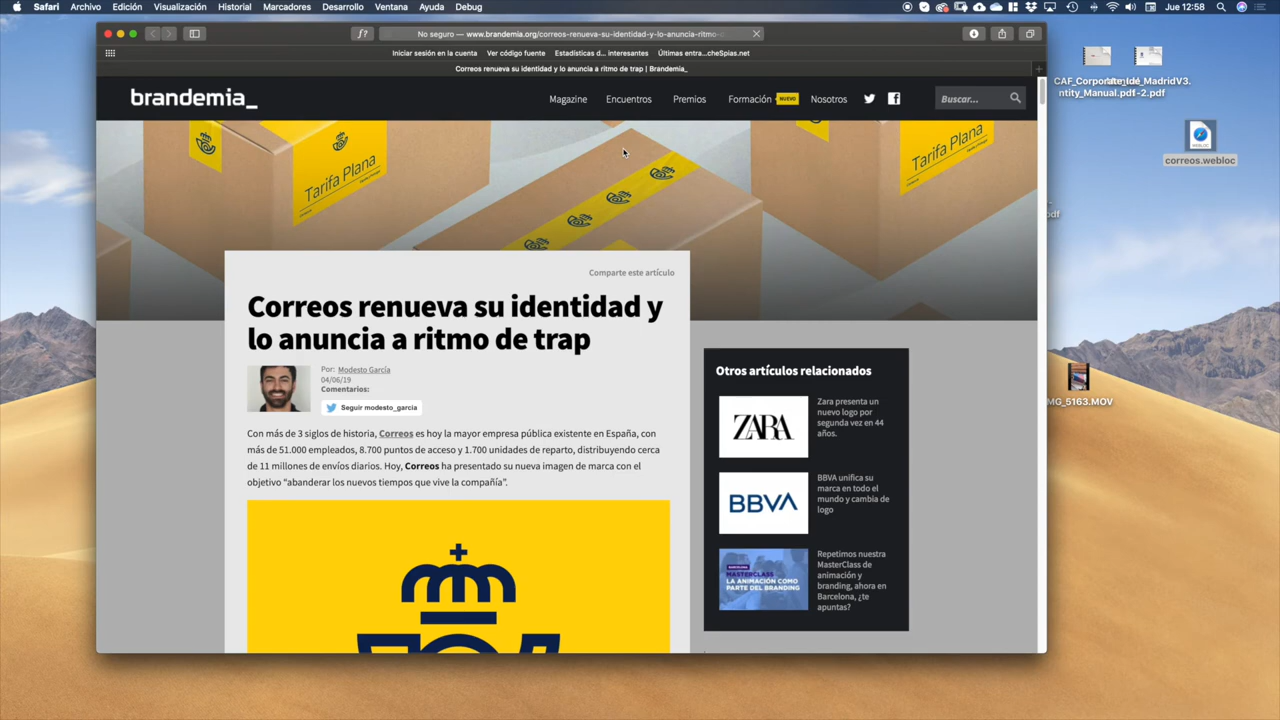 Safari Archivo Edición Visualización Historial Marcadores Desarrollo Ventana Ayuda Debug
Jue 12:58
No seguro — www.brandemia.org/correos-renueva-su-identidad-y-lo-anuncia-a-ritmo-
Iniciar sesión en la cuenta Ver código fuente Estadísticas d... interesantes Últimas entra...cheSpias.net
Correos renueva su identidad y lo anuncia a ritmo de trap | Brandemia_
brandemia_
Magazine Encuentros Premios Formación NUEVO Nosotros
Buscar...
Tarifa Plana
Tarifa Plana
Comparte este artículo
Correos renueva su identidad y
lo anuncia a ritmo de trap
Por: Modesto García
04/06/19
Comentarios:
Seguir modesto_garcia
Con más de 3 siglos de historia, Correos es hoy la mayor empresa pública existente en España, con
más de 51.000 empleados, 8.700 puntos de acceso y 1.700 unidades de reparto, distribuyendo cerca
de 11 millones de envíos diarios. Hoy, Correos ha presentado su nueva imagen de marca con el
objetivo “abanderar los nuevos tiempos que vive la compañía”.
Otros artículos relacionados
ZARA
Zara presenta un
nuevo logo por
segunda vez en 44
años.
BBVA
BBVA unifica su
marca en todo el
mundo y cambia de
logo
MASTERCLASS
LA ANIMACIÓN COMO
PARTE DEL BRANDING
Repetimos nuestra
MasterClass de
animación y
branding, ahora en
Barcelona, ¿te
apuntas?
CAF_Corporate_Ide
ntity_Manual.pdf
MadridV3.
-2.pdf
correos.webloc
pdf
MG_5163.MOV